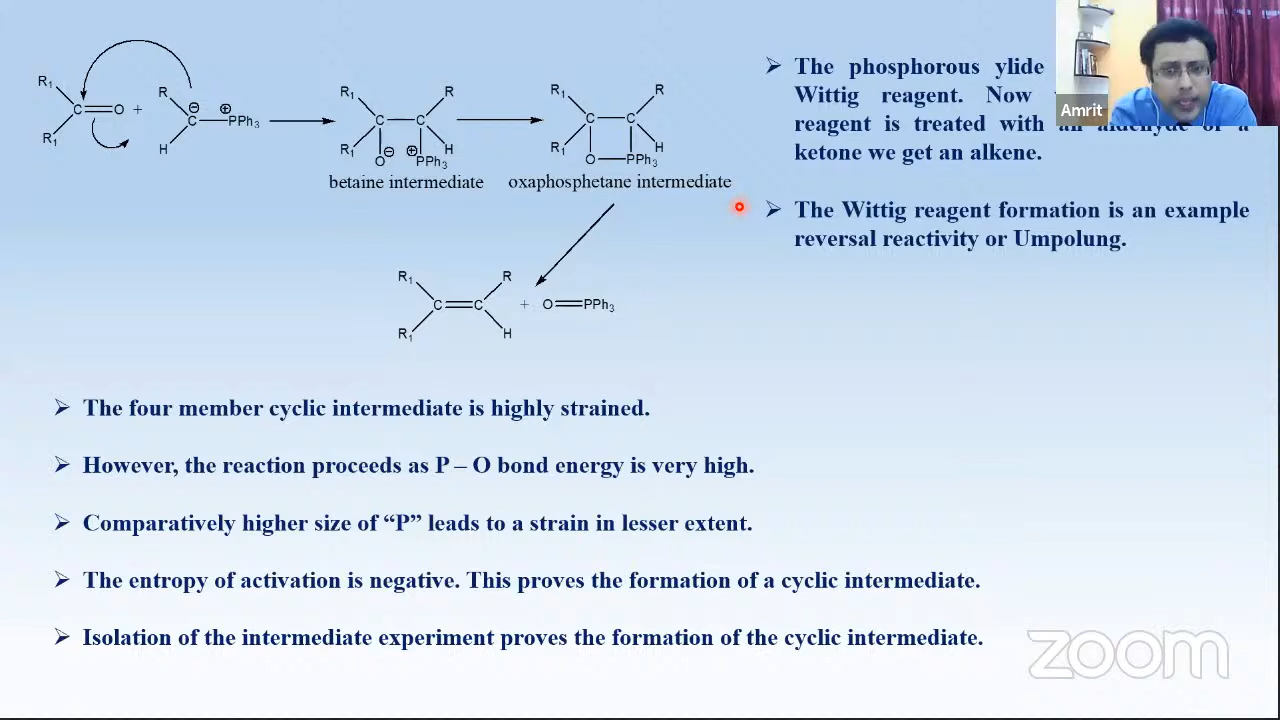 R₁
C
O
+
R
⊖
⊕
C
PPh₃
R₁
H
R₁
R
C
C
R₁
O
⊖
⊕
PPh₃
H
betaine intermediate
R₁
R
C
C
R₁
O
PPh₃
H
oxaphosphetane intermediate
R₁
R
C
C
+
O
PPh₃
R₁
H
➢ The phosphorous ylide
Wittig reagent. Now
reagent is treated with an aldehyde or a
ketone we get an alkene.
➢ The Wittig reagent formation is an example
reversal reactivity or Umpolung.
Amrit
➢ The four member cyclic intermediate is highly strained.
➢ However, the reaction proceeds as P – O bond energy is very high.
➢ Comparatively higher size of “P” leads to a strain in lesser extent.
➢ The entropy of activation is negative. This proves the formation of a cyclic intermediate.
➢ Isolation of the intermediate experiment proves the formation of the cyclic intermediate.
zoom